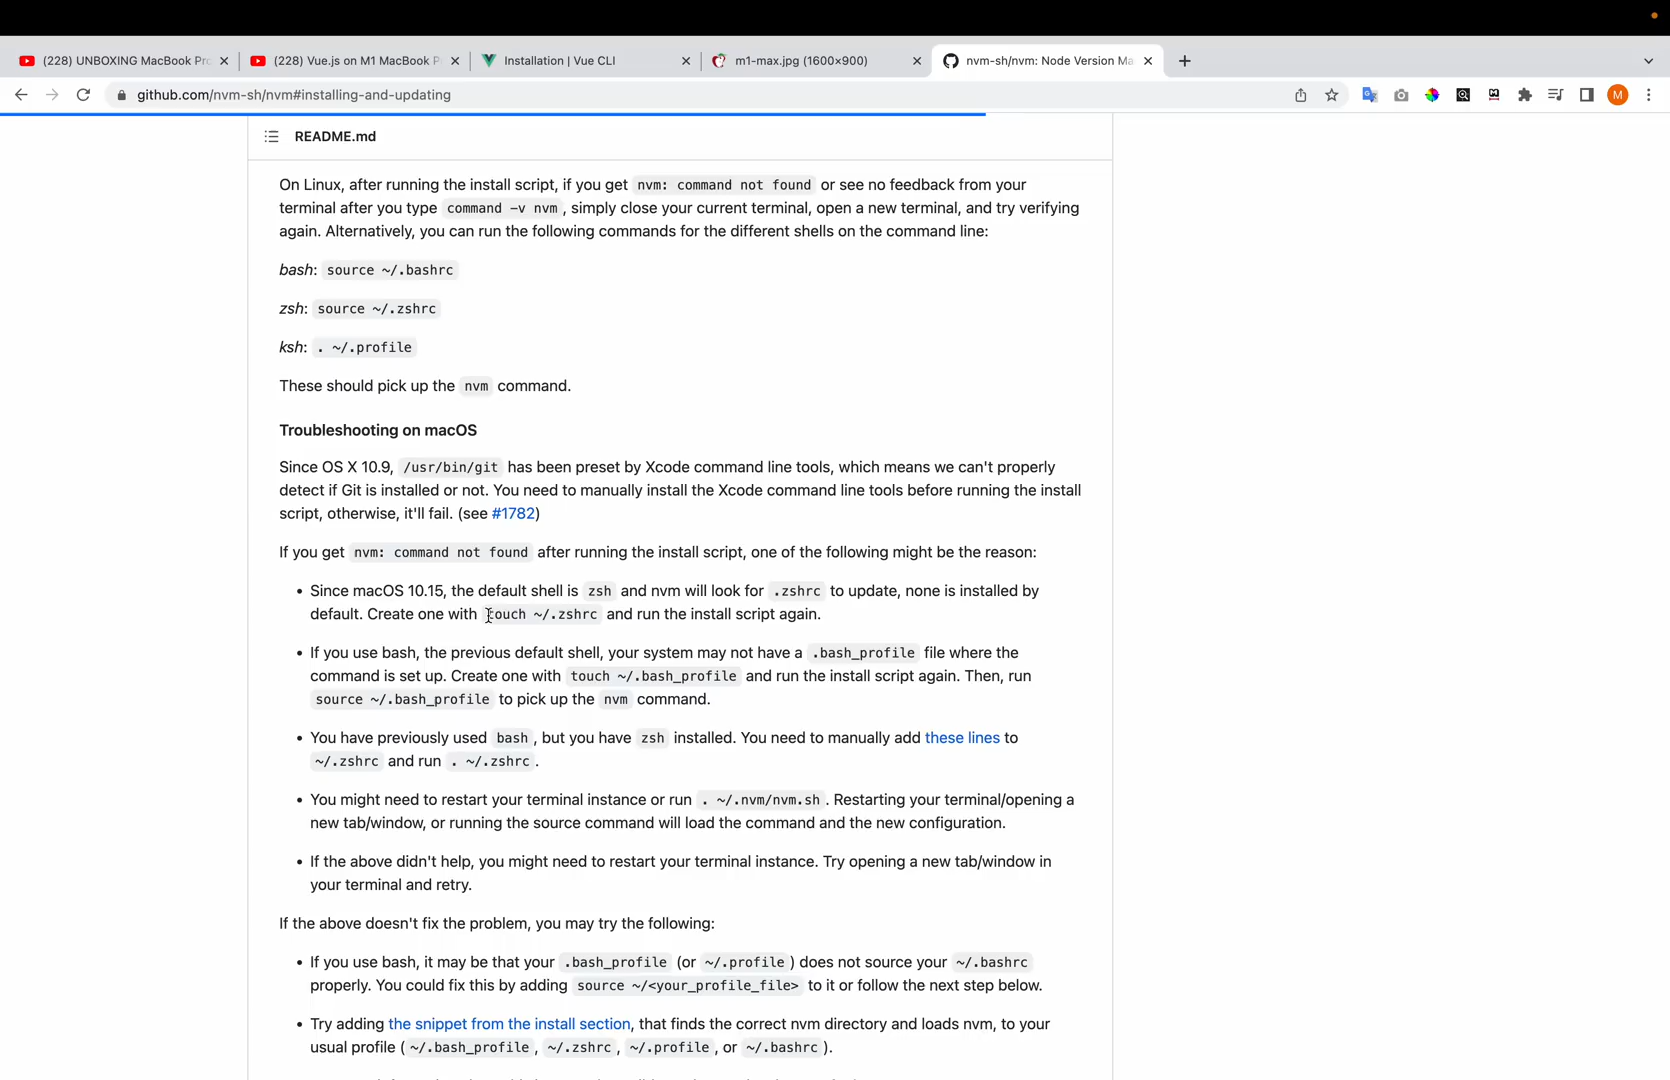 (228) UNBOXING MacBook Pro
(228) Vue.js on M1 MacBook P
Installation | Vue CLI
m1-max.jpg (1600×900)
nvm-sh/nvm: Node Version Ma
github.com/nvm-sh/nvm#installing-and-updating
M
README.md
On Linux, after running the install script, if you get nvm: command not found or see no feedback from your
terminal after you type command -v nvm , simply close your current terminal, open a new terminal, and try verifying
again. Alternatively, you can run the following commands for the different shells on the command line:
bash: source ~/.bashrc
zsh: source ~/.zshrc
ksh: . ~/.profile
These should pick up the nvm command.
Troubleshooting on macOS
Since OS X 10.9, /usr/bin/git has been preset by Xcode command line tools, which means we can't properly
detect if Git is installed or not. You need to manually install the Xcode command line tools before running the install
script, otherwise, it'll fail. (see #1782)
If you get nvm: command not found after running the install script, one of the following might be the reason:
• Since macOS 10.15, the default shell is zsh and nvm will look for .zshrc to update, none is installed by
default. Create one with touch ~/.zshrc and run the install script again.
• If you use bash, the previous default shell, your system may not have a .bash_profile file where the
command is set up. Create one with touch ~/.bash_profile and run the install script again. Then, run
source ~/.bash_profile to pick up the nvm command.
• You have previously used bash , but you have zsh installed. You need to manually add these lines to
~/.zshrc and run . ~/.zshrc .
• You might need to restart your terminal instance or run . ~/.nvm/nvm.sh . Restarting your terminal/opening a
new tab/window, or running the source command will load the command and the new configuration.
• If the above didn't help, you might need to restart your terminal instance. Try opening a new tab/window in
your terminal and retry.
If the above doesn't fix the problem, you may try the following:
• If you use bash, it may be that your .bash_profile (or ~/.profile ) does not source your ~/.bashrc
properly. You could fix this by adding source ~/<your_profile_file> to it or follow the next step below.
• Try adding the snippet from the install section, that finds the correct nvm directory and loads nvm, to your
usual profile ( ~/.bash_profile , ~/.zshrc , ~/.profile , or ~/.bashrc ).